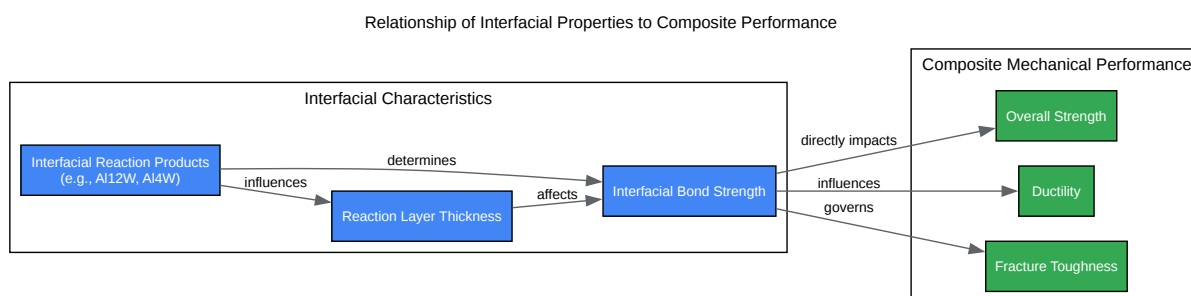 Relationship of Interfacial Properties to Composite Performance
Composite Mechanical Performance
Interfacial Characteristics
Overall Strength
directly impacts
Interfacial Reaction Products
(e.g., Al12W, Al4W)
determines
influences
Interfacial Bond Strength
influences
Ductility
affects
Reaction Layer Thickness
governs
Fracture Toughness